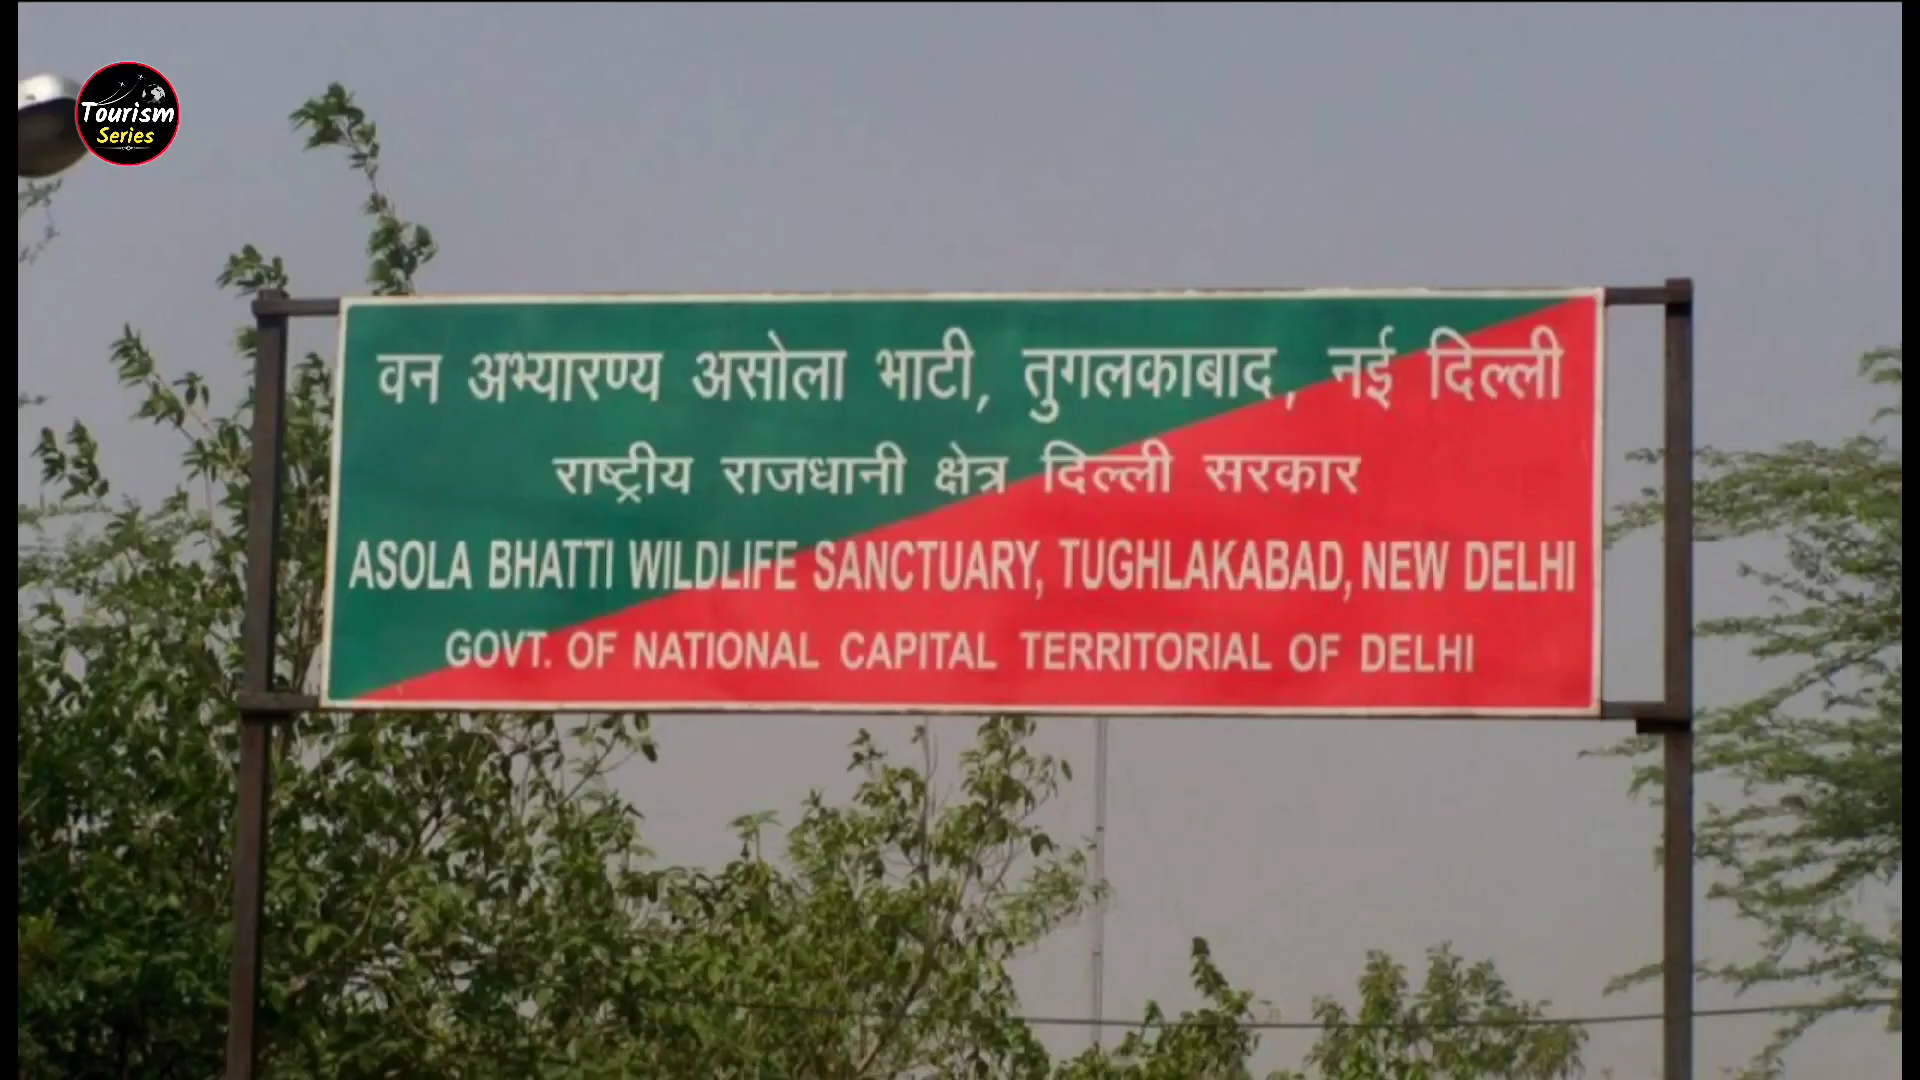 Tourism
Series
वन अभ्यारण्य असोला भाटी, तुगलकाबाद, नई दिल्ली
राष्ट्रीय राजधानी क्षेत्र दिल्ली सरकार
ASOLA BHATTI WILDLIFE SANCTUARY, TUGHLAKABAD, NEW DELHI
GOVT. OF NATIONAL CAPITAL TERRITORIAL OF DELHI